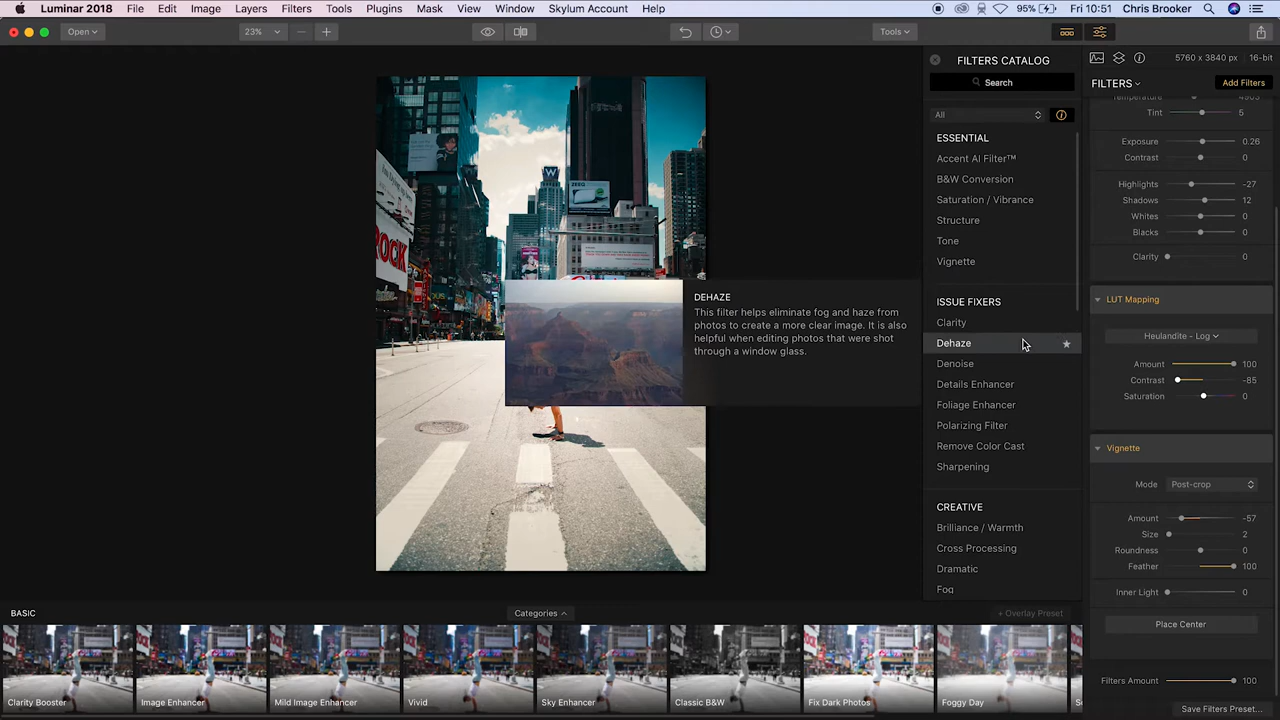 Luminar 2018 File Edit Image Layers Filters Tools Plugins Mask View Window Skylum Account Help 95% Fri 10:51 Chris Brooker
Open 23% Tools
5760 x 3840 px 16-bit
FILTERS CATALOG
Search
All
ESSENTIAL
Accent AI Filter™
B&W Conversion
Saturation / Vibrance
Structure
Tone
Vignette
ISSUE FIXERS
Clarity
Dehaze
Denoise
Details Enhancer
Foliage Enhancer
Polarizing Filter
Remove Color Cast
Sharpening
CREATIVE
Brilliance / Warmth
Cross Processing
Dramatic
Fog
DEHAZE
This filter helps eliminate fog and haze from
photos to create a more clear image. It is also
helpful when editing photos that were shot
through a window glass.
W
ZEEQ
ROCK
FILTERS Add Filters
Temperature 4903
Tint 5
Exposure 0.26
Contrast 0
Highlights -27
Shadows 12
Whites 0
Blacks 0
Clarity 0
LUT Mapping
Heulandite - Log
Amount 100
Contrast -85
Saturation 0
Vignette
Mode Post-crop
Amount -57
Size 2
Roundness 0
Feather 100
Inner Light 0
Place Center
Filters Amount 100
Save Filters Preset...
BASIC Categories + Overlay Preset
Clarity Booster Image Enhancer Mild Image Enhancer Vivid Sky Enhancer Classic B&W Fix Dark Photos Foggy Day